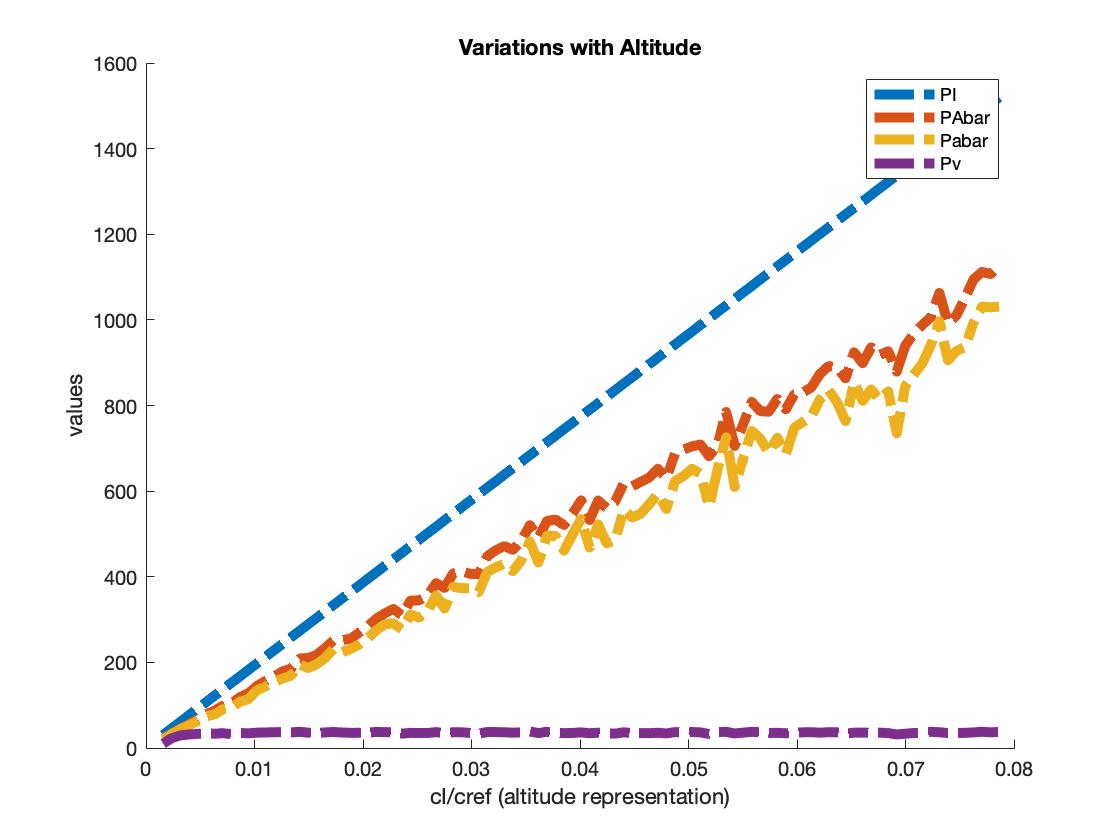 Variations with Altitude
1600
1400
1200
1000
800
600
400
200
0
values
PI
PAbar
Pabar
Pv
0 0.01 0.02 0.03 0.04 0.05 0.06 0.07 0.08
cl/cref (altitude representation)